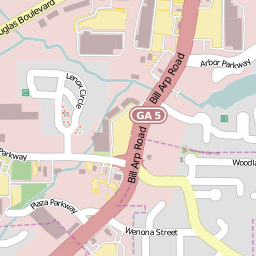 uglas Boulevard
Lenox Circle
Arbor Parkway
Bill Arp Road
GA 5
Bill Arp Road
Parkway
Woodla
Plaza Parkway
Wenona Street